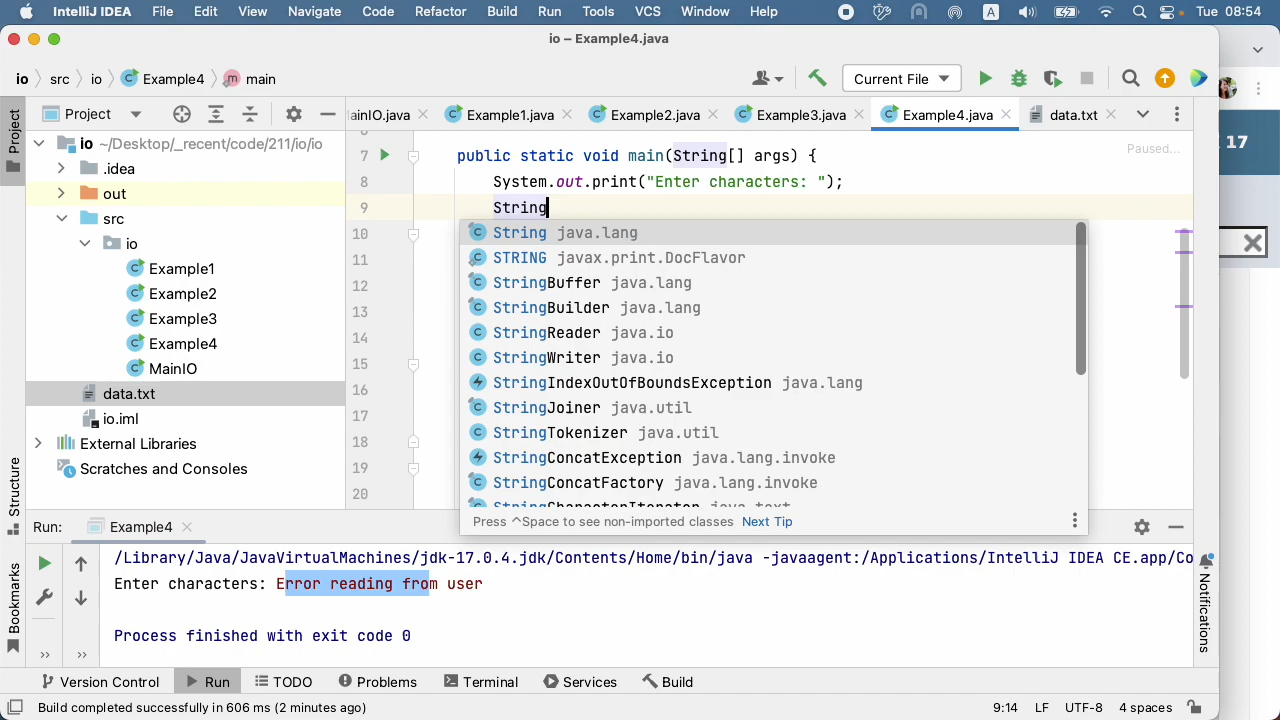 IntelliJ IDEA File Edit View Navigate Code Refactor Build Run Tools VCS Window Help A Tue 08:54
io – Example4.java
io src io Example4 m main Current File
Project ainIO.java Example1.java Example2.java Example3.java Example4.java data.txt
Project
io ~/Desktop/_recent/code/211/io/io
.idea
out
src
io
Example1
Example2
Example3
Example4
MainIO
data.txt
io.iml
External Libraries
Scratches and Consoles
Structure
Bookmarks
Notifications
17
Paused...
7 public static void main(String[] args) {
8 System.out.print("Enter characters: ");
9 String
10
11
12
13
14
15
16
17
18
19
20
String java.lang
STRING javax.print.DocFlavor
StringBuffer java.lang
StringBuilder java.lang
StringReader java.io
StringWriter java.io
StringIndexOutOfBoundsException java.lang
StringJoiner java.util
StringTokenizer java.util
StringConcatException java.lang.invoke
StringConcatFactory java.lang.invoke
StringCharacterIterator java.text
Press ^Space to see non-imported classes Next Tip
Run: Example4
/Library/Java/JavaVirtualMachines/jdk-17.0.4.jdk/Contents/Home/bin/java -javaagent:/Applications/IntelliJ IDEA CE.app/Co
Enter characters: Error reading from user
Process finished with exit code 0
Version Control Run TODO Problems Terminal Services Build
Build completed successfully in 606 ms (2 minutes ago) 9:14 LF UTF-8 4 spaces